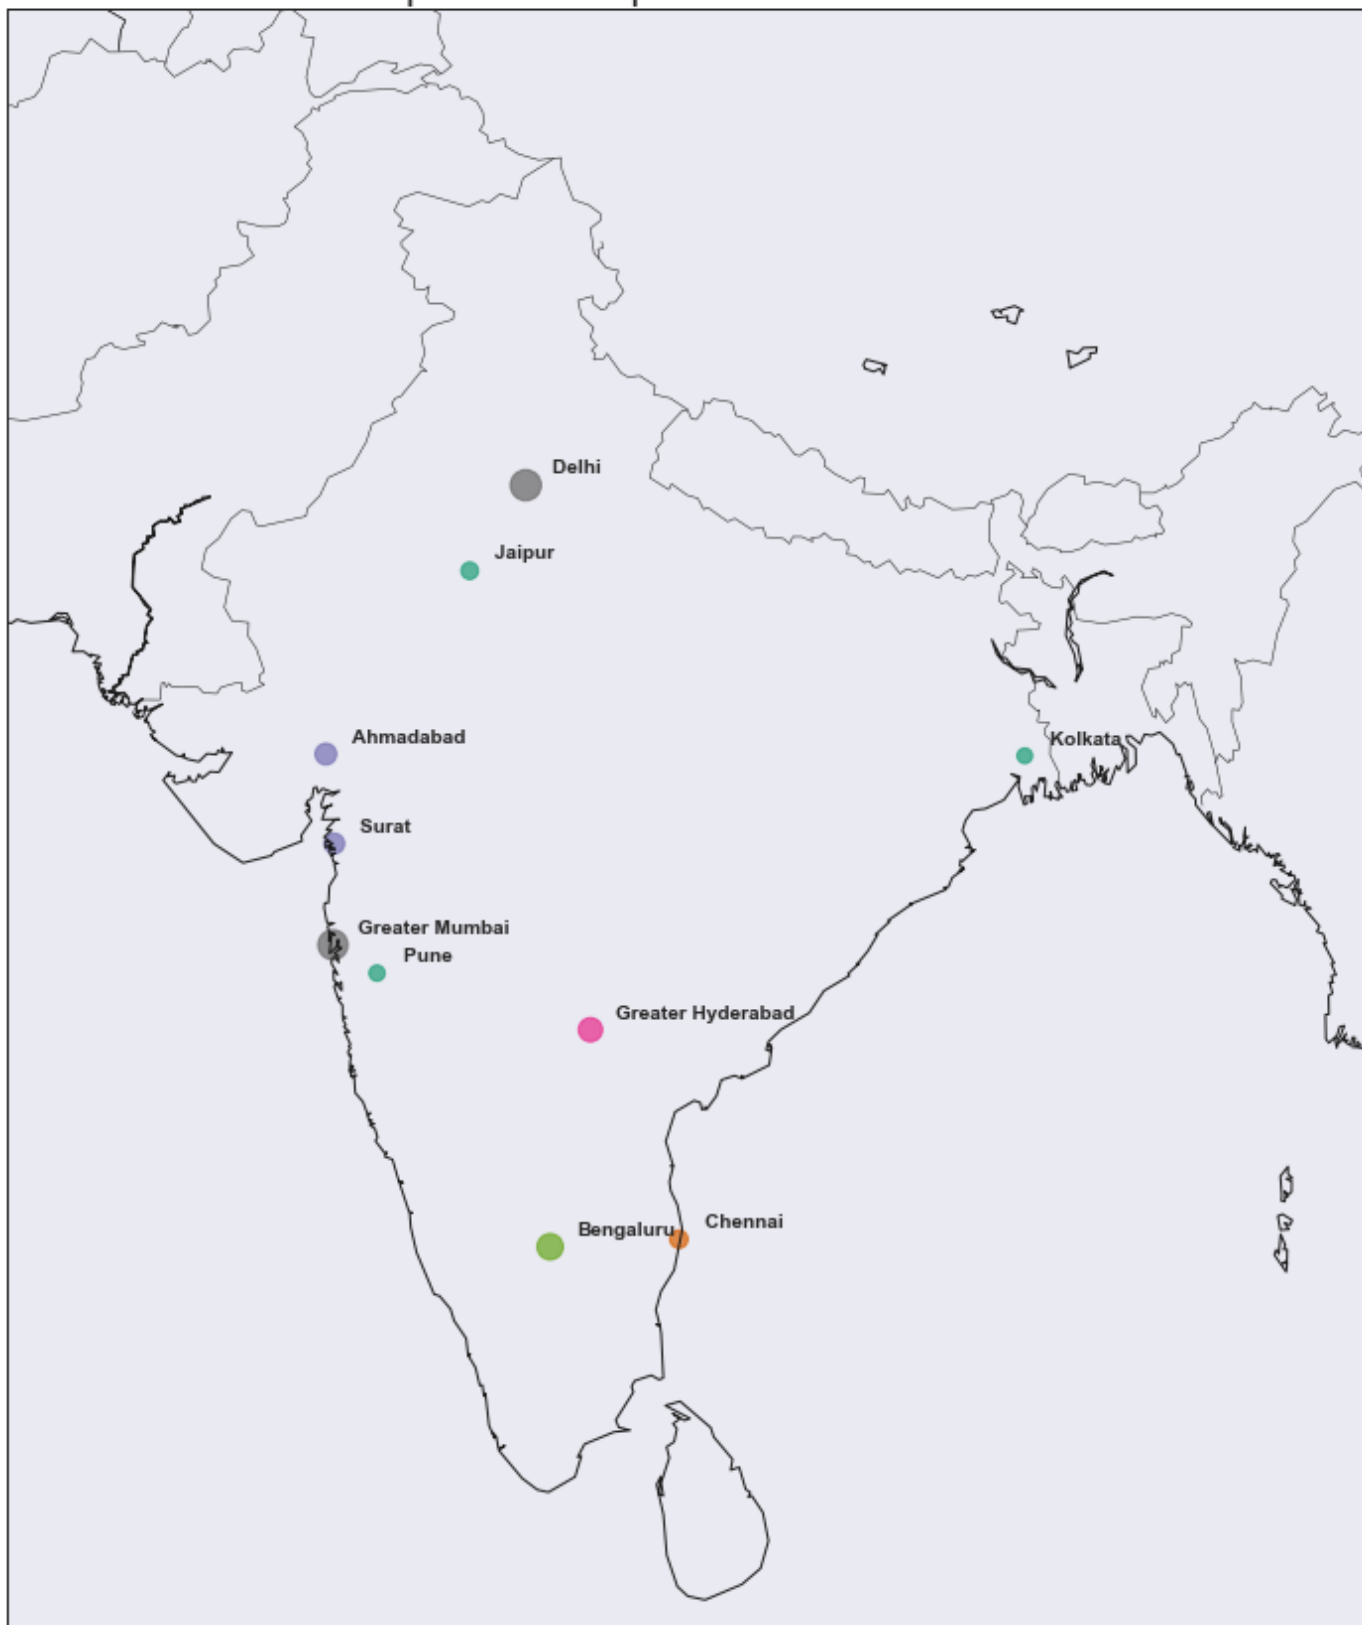 Delhi
Jaipur
Ahmadabad
Kolkata
Surat
Greater Mumbai
Pune
Greater Hyderabad
Chennai
Bengaluru